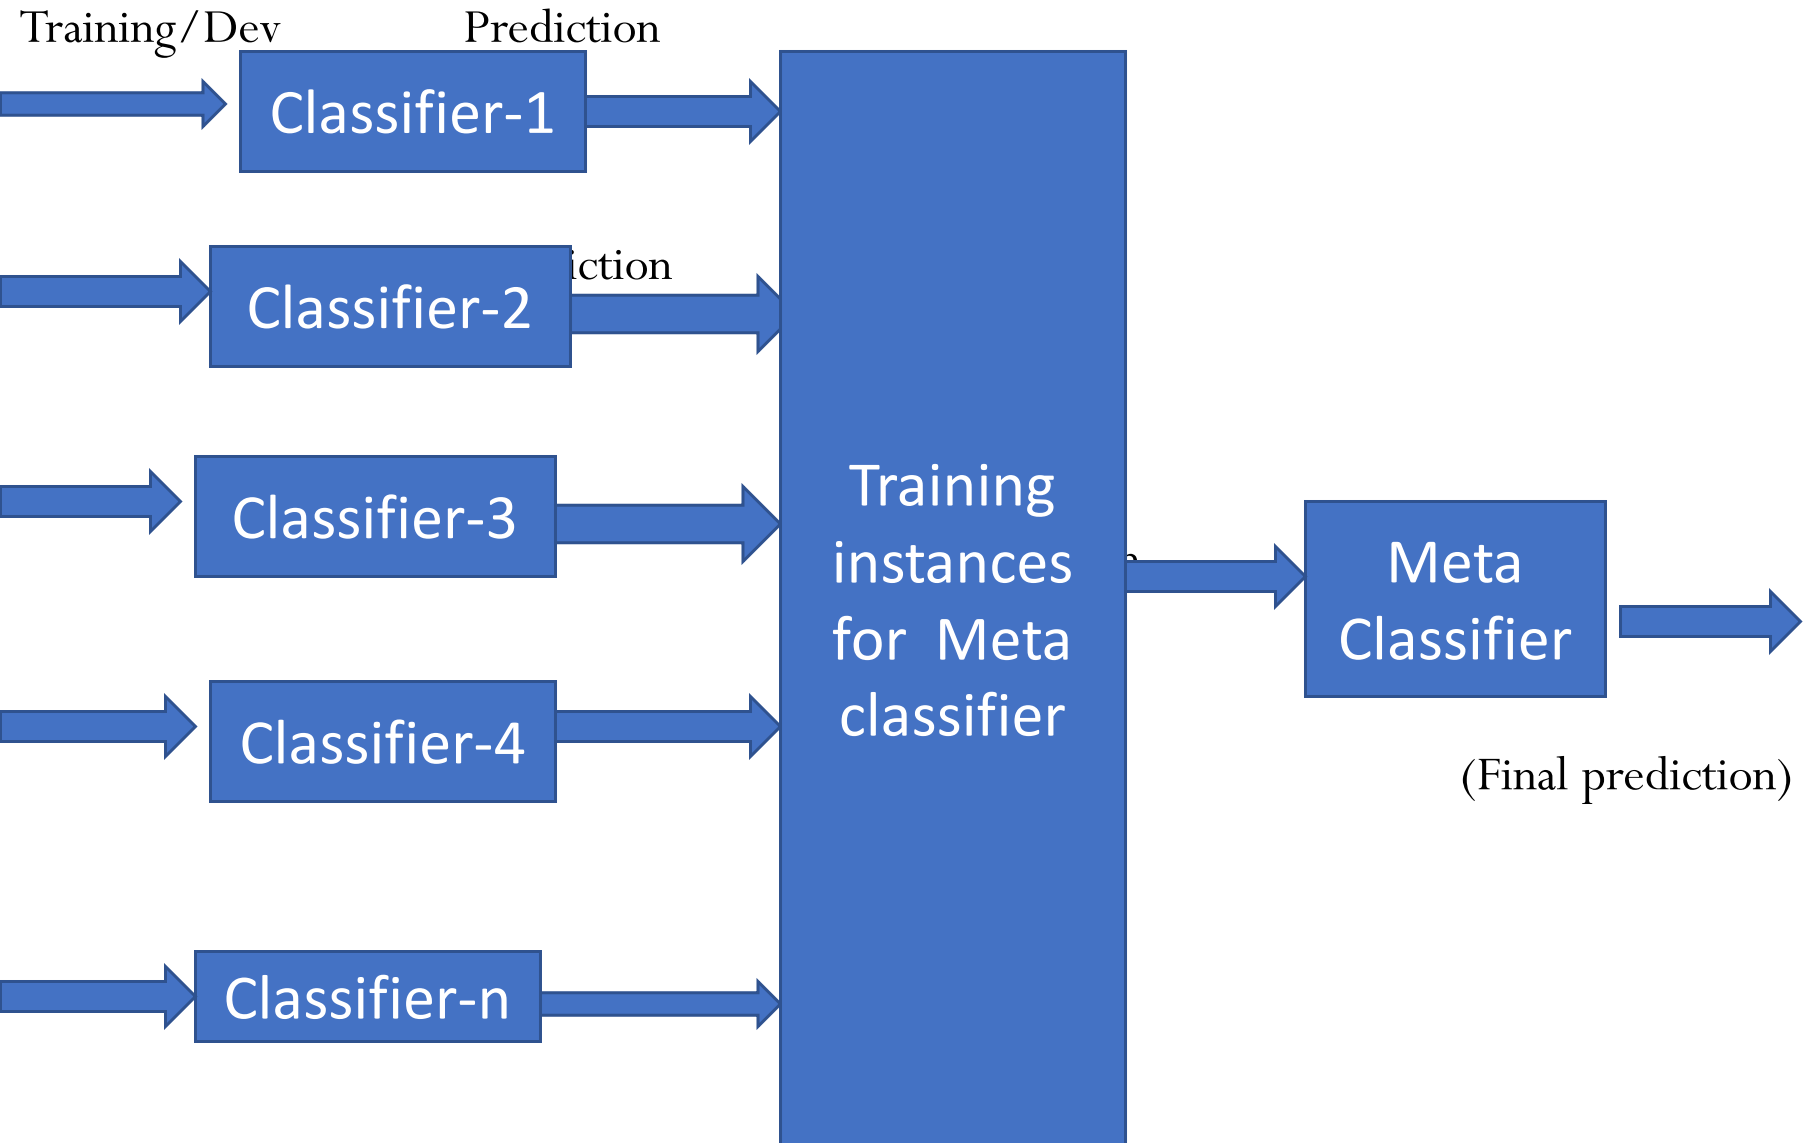 Training/Dev
Prediction
Classifier-1
Classifier-2
iction
Classifier-3
Classifier-4
Classifier-n
Training
instances
for Meta
classifier
Meta
Classifier
(Final prediction)